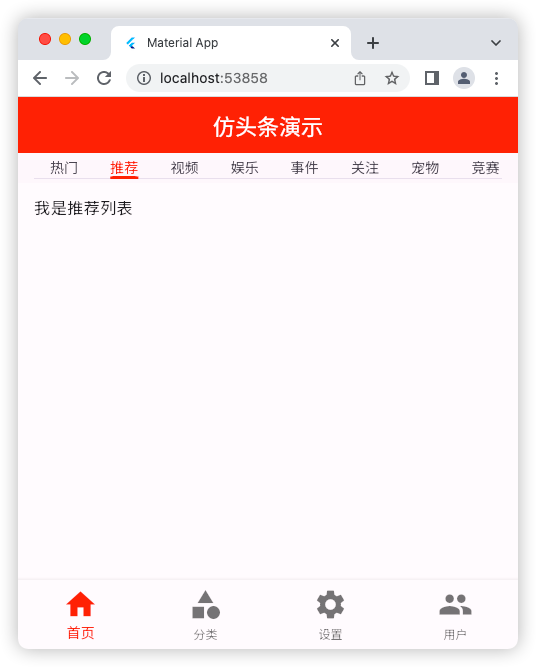 Material App
localhost:53858
仿头条演示
热门 推荐 视频 娱乐 事件 关注 宠物 竞赛
我是推荐列表
首页 分类 设置 用户